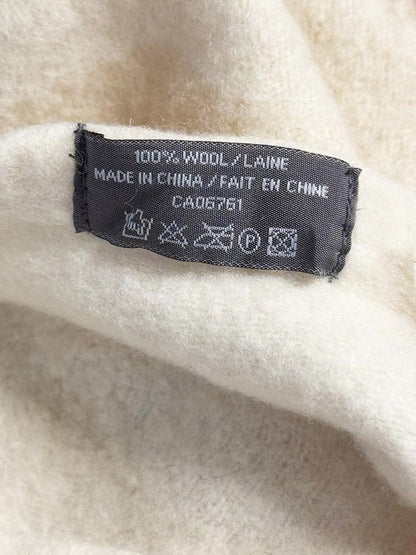 100% WOOL/LAINE
MADE IN CHINA/FAIT EN CHINE
CA06761
P